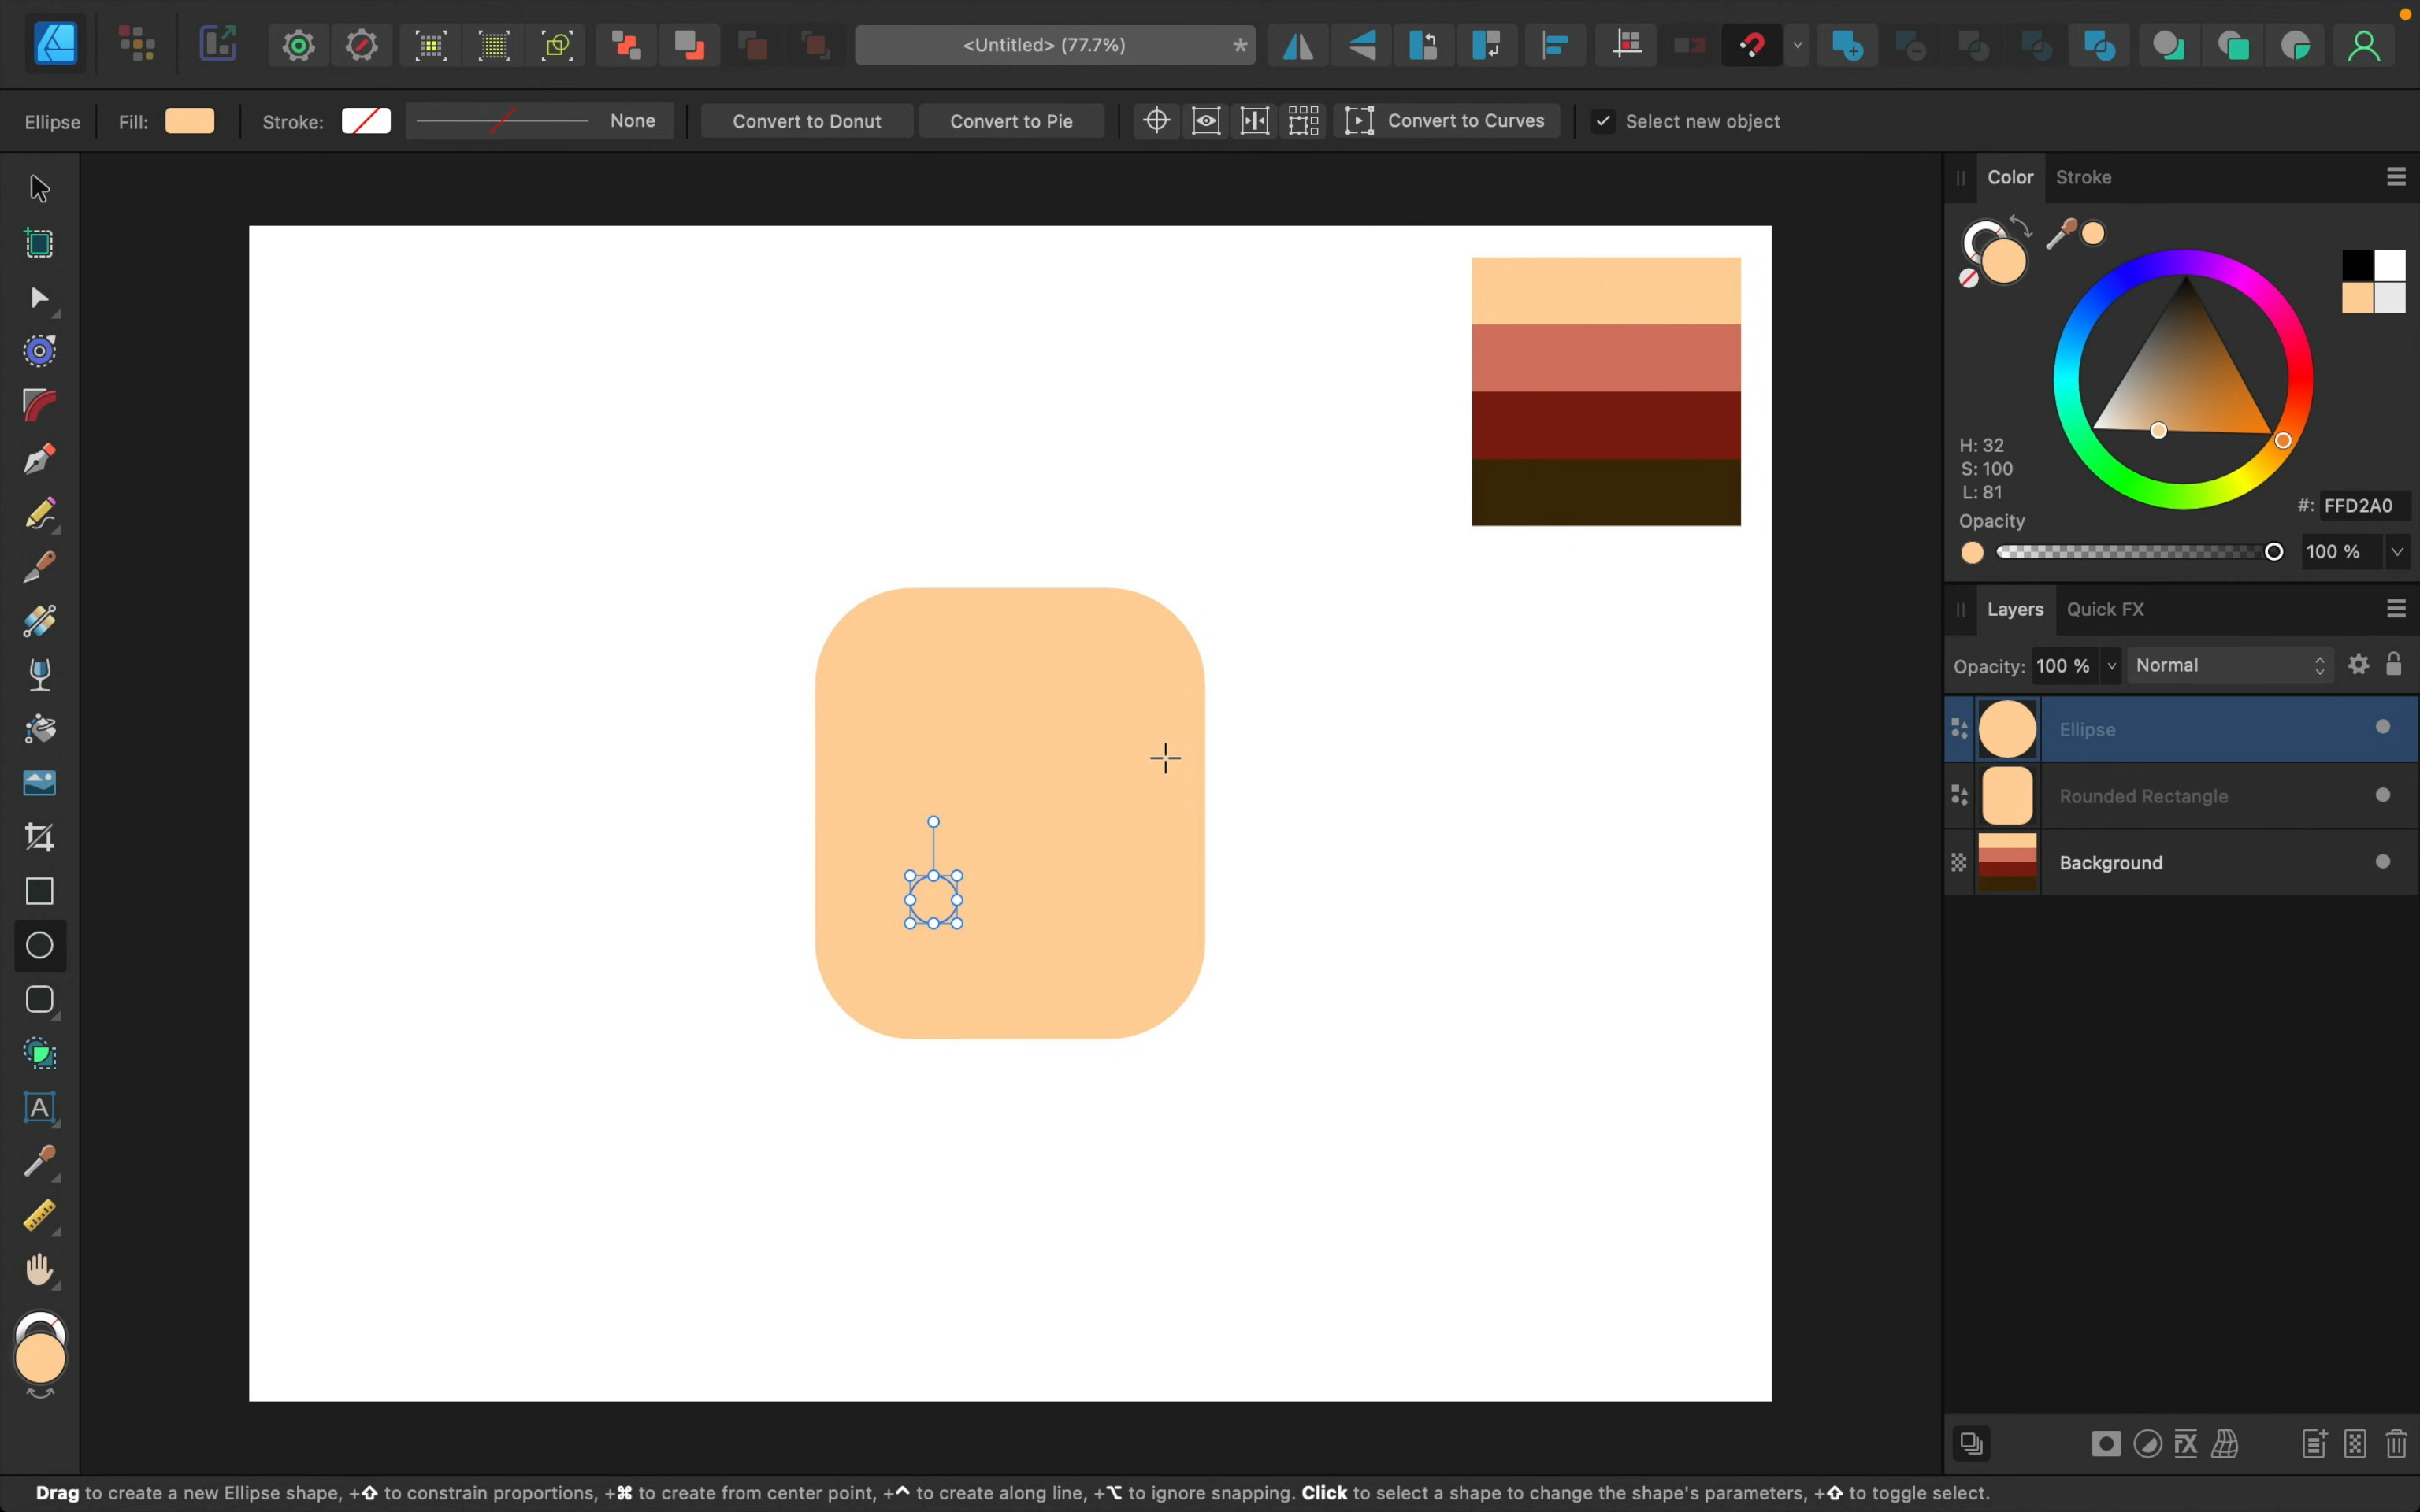 <Untitled> (77.7%)
*
Ellipse
Fill:
Stroke:
None
Convert to Donut
Convert to Pie
Convert to Curves
Select new object
Color
Stroke
H: 32
S: 100
L: 81
#: FFD2A0
Opacity
100 %
Layers
Quick FX
Opacity: 100 %
Normal
Ellipse
Rounded Rectangle
Background
A
FX
Drag to create a new Ellipse shape, +⇧ to constrain proportions, +⌘ to create from center point, +⌃ to create along line, +⌥ to ignore snapping. Click to select a shape to change the shape's parameters, +⇧ to toggle select.